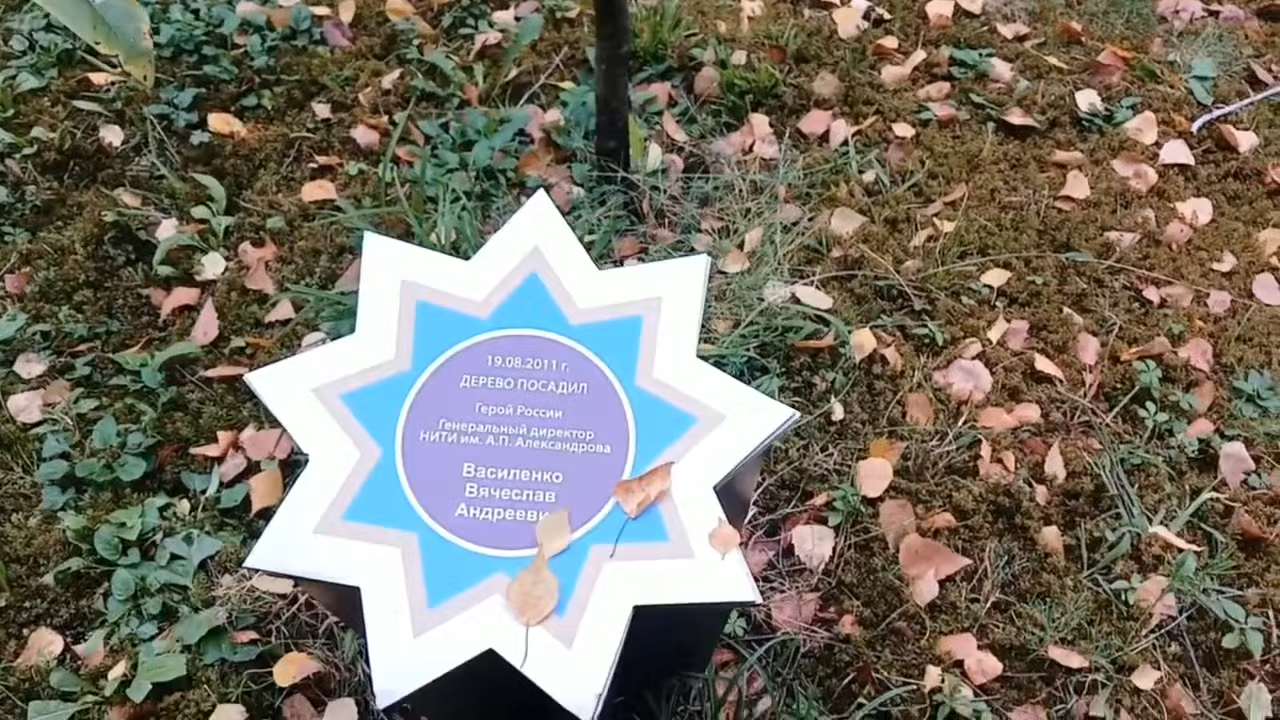 19.08.2011 г.
ДЕРЕВО ПОСАДИЛ
Герой России
Генеральный директор
НИТИ им. А.П. Александрова
Василенко
Вячеслав